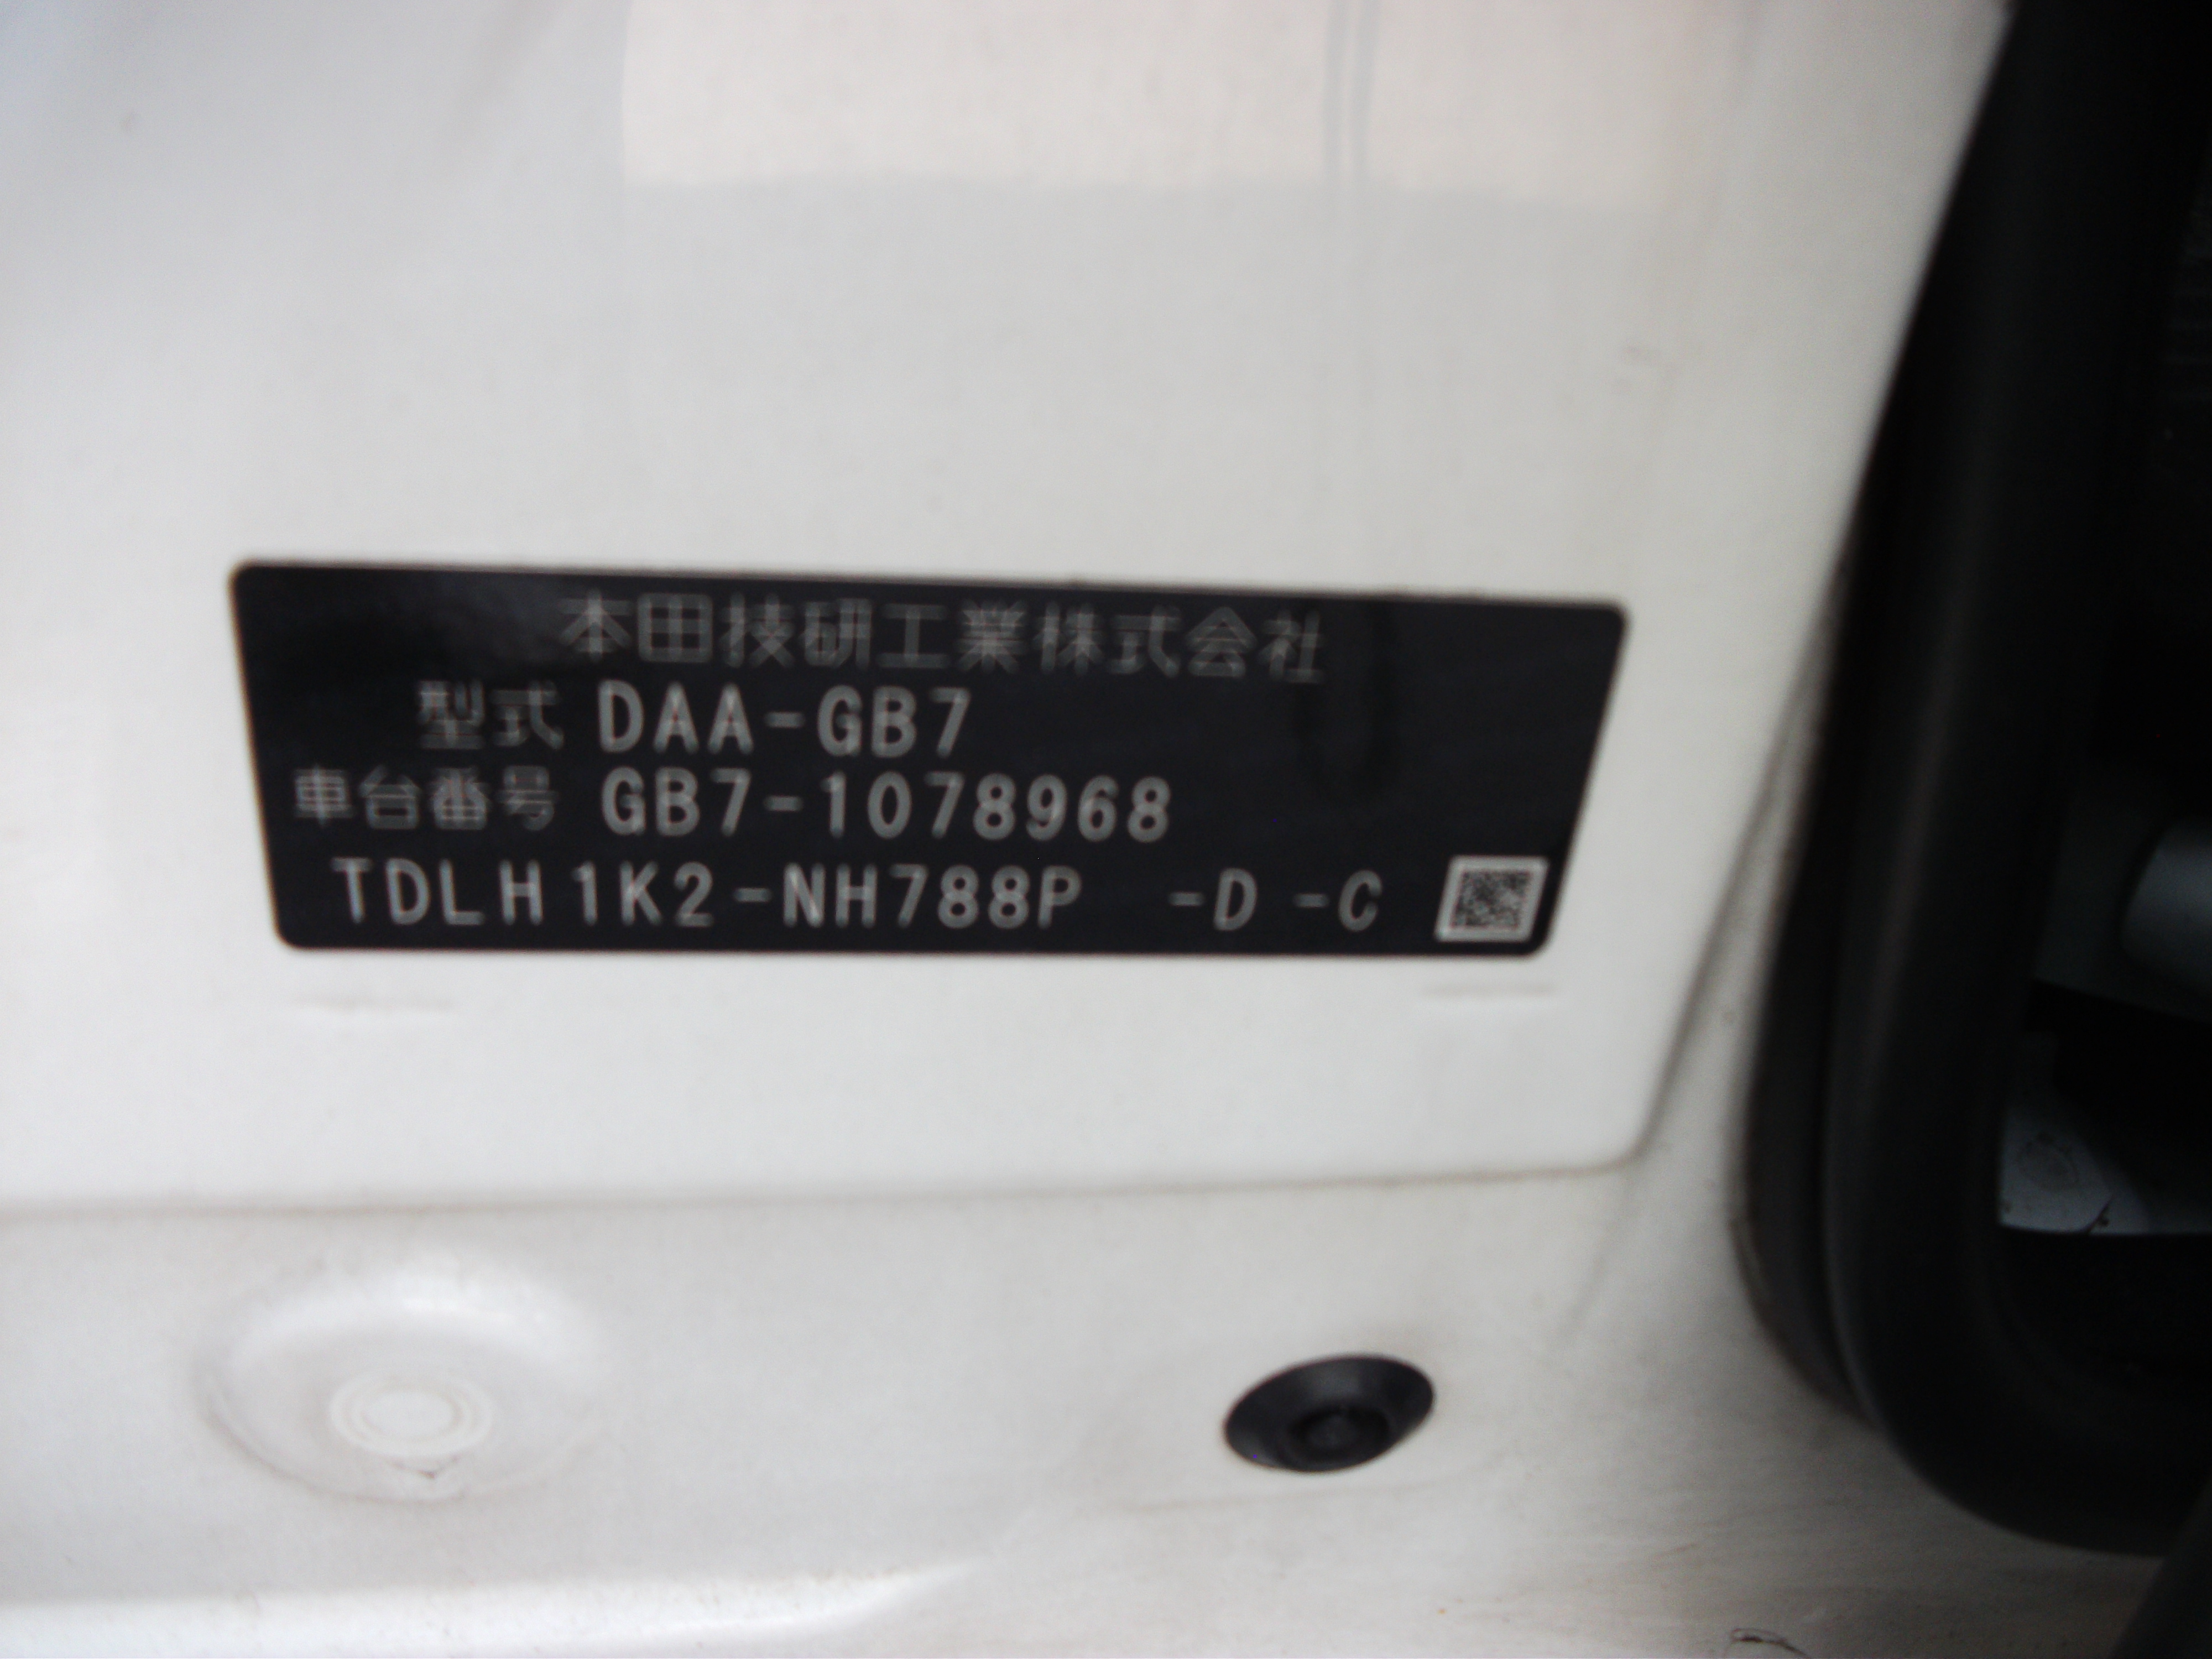 本田技研工業株式会社
型式 DAA-GB7
車台番号 GB7-1078968
TDLH1K2-NH788P -D -C